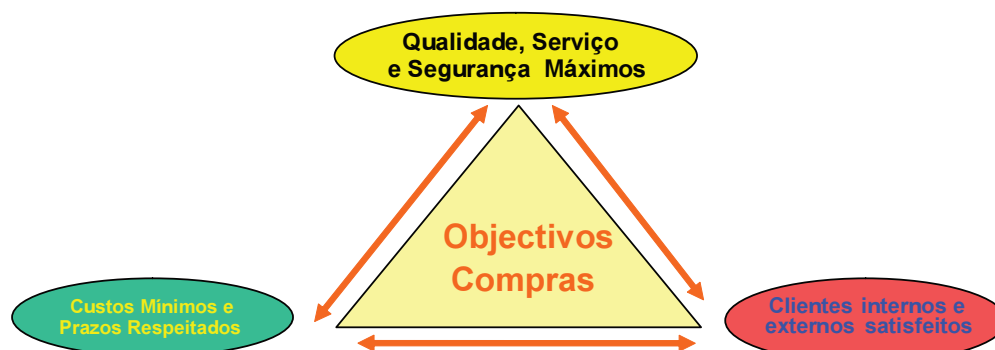 Qualidade, Serviço
e Segurança Máximos
Objectivos
Compras
Custos Mínimos e
Prazos Respeitados
Clientes internos e
externos satisfeitos